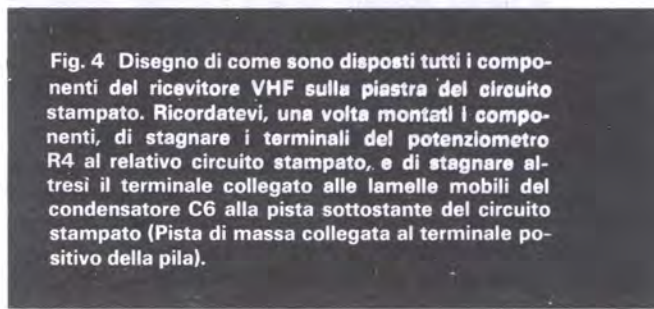 Fig. 4 Disegno di come sono disposti tutti i compo-
nenti del ricevitore VHF sulla piastra del circuito
stampato. Ricordatevi, una volta montati i compo-
nenti, di stagnare i terminali del potenziometro
R4 al relativo circuito stampato, e di stagnare al-
tresì il terminale collegato alle lamelle mobili del
condensatore C6 alla pista sottostante del circuito
stampato (Pista di massa collegata al terminale po-
sitivo della pila).